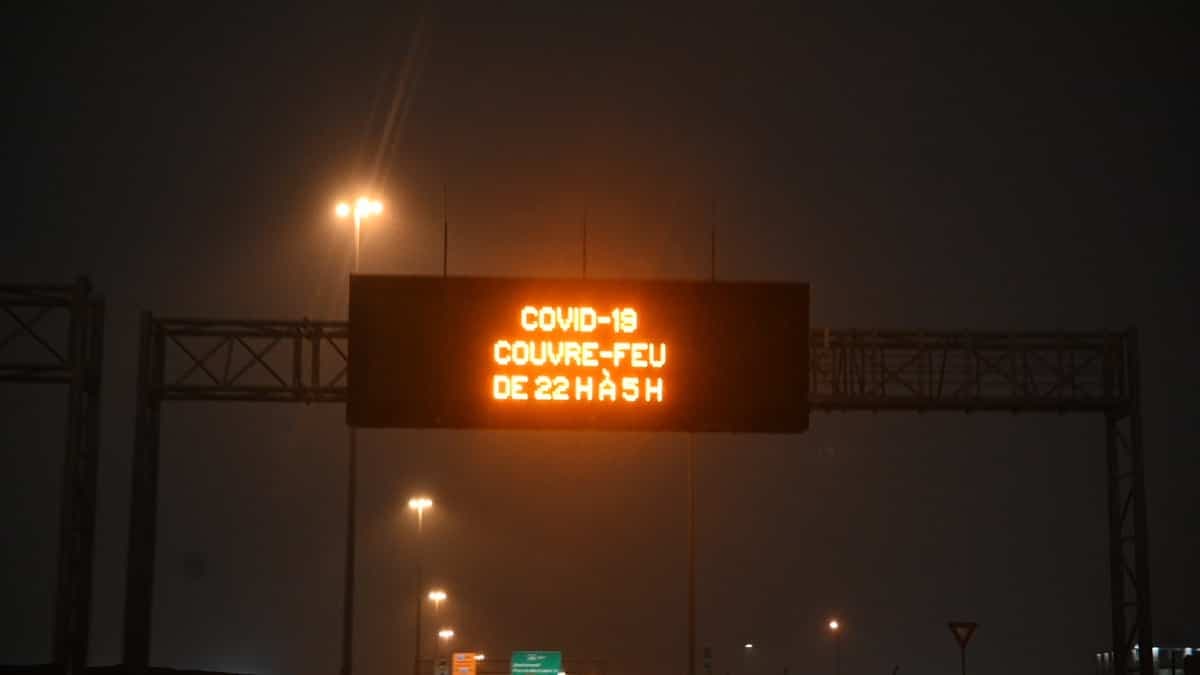 COVID-19
COUVRE-FEU
DE 22 H À 5 H